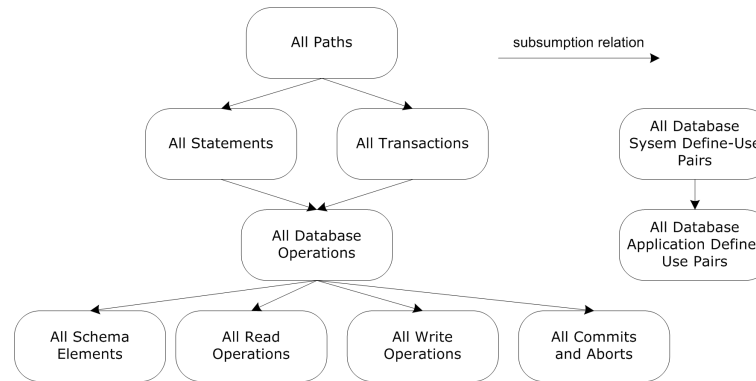 All Paths
subsumption relation
All Statements
All Transactions
All Database
Sysem Define-Use
Pairs
All Database
Operations
All Database
Application Define-
Use Pairs
All Schema
Elements
All Read
Operations
All Write
Operations
All Commits
and Aborts